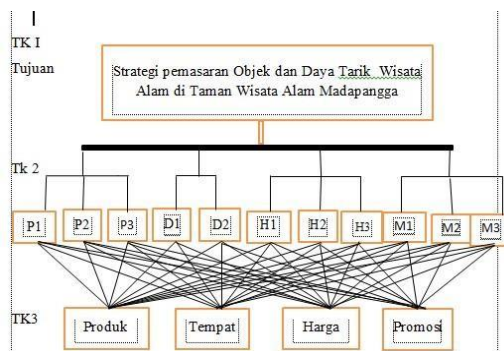 TK I
Tujuan
Strategi pemasaran Objek dan Daya Tarik Wisata
Alam di Taman Wisata Alam Madapangga
Tk 2
P1 P2 P3 D1 D2 H1 H2 H3 M1 M2 M3
TK3
Produk Tempat Harga Promosi